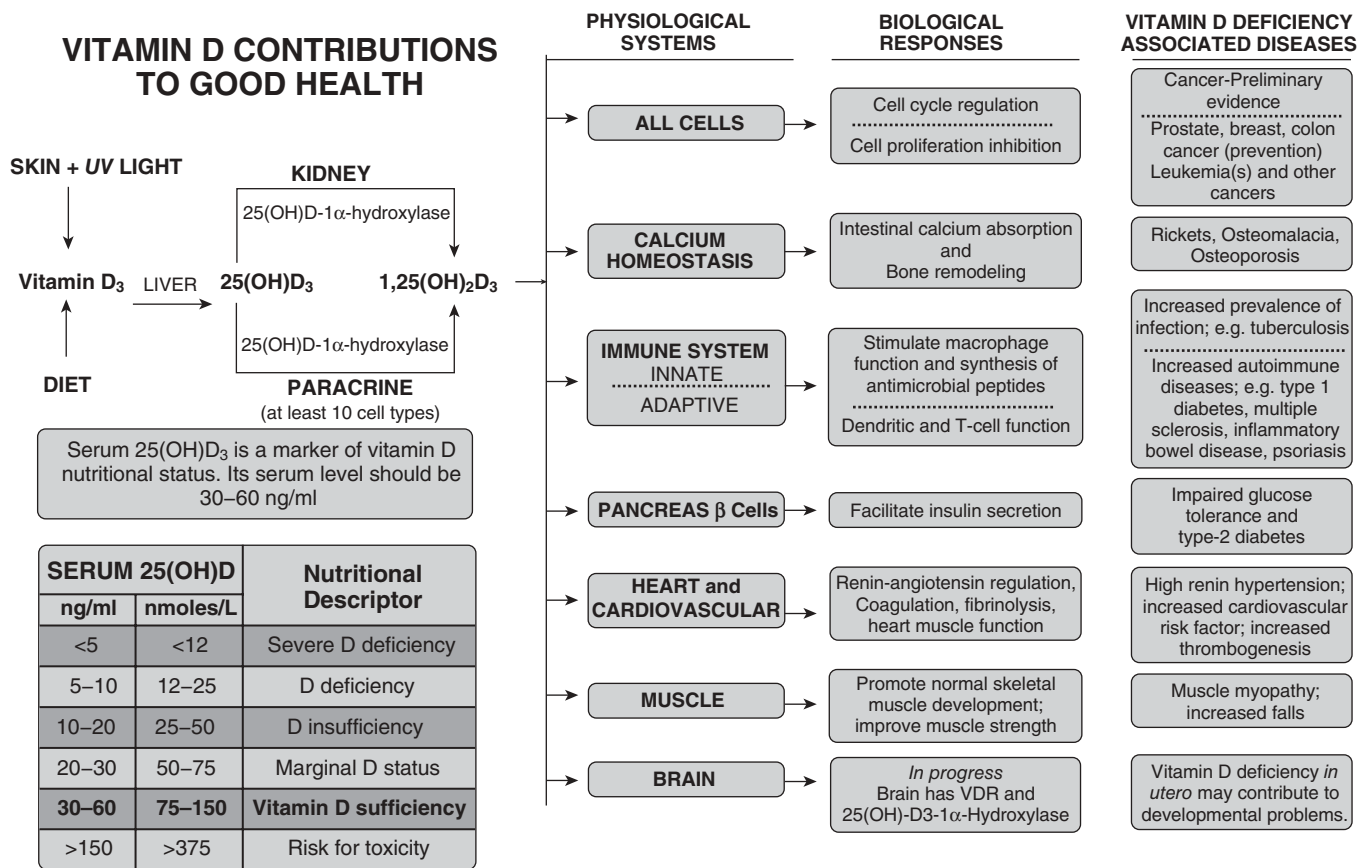 VITAMIN D CONTRIBUTIONS
TO GOOD HEALTH
SKIN + UV LIGHT
KIDNEY
25(OH)D-1α-hydroxylase
Vitamin D₃
LIVER
25(OH)D₃
1,25(OH)₂D₃
25(OH)D-1α-hydroxylase
DIET
PARACRINE
(at least 10 cell types)
Serum 25(OH)D₃ is a marker of vitamin D
nutritional status. Its serum level should be
30–60 ng/ml
SERUM 25(OH)D
Nutritional
Descriptor
ng/ml nmoles/L
<5 <12 Severe D deficiency
5–10 12–25 D deficiency
10–20 25–50 D insufficiency
20–30 50–75 Marginal D status
30–60 75–150 Vitamin D sufficiency
>150 >375 Risk for toxicity
PHYSIOLOGICAL
SYSTEMS
BIOLOGICAL
RESPONSES
VITAMIN D DEFICIENCY
ASSOCIATED DISEASES
ALL CELLS
Cell cycle regulation
Cell proliferation inhibition
Cancer-Preliminary
evidence
Prostate, breast, colon
cancer (prevention)
Leukemia(s) and other
cancers
CALCIUM
HOMEOSTASIS
Intestinal calcium absorption
and
Bone remodeling
Rickets, Osteomalacia,
Osteoporosis
IMMUNE SYSTEM
INNATE
ADAPTIVE
Stimulate macrophage
function and synthesis of
antimicrobial peptides
Dendritic and T-cell function
Increased prevalence of
infection; e.g. tuberculosis
Increased autoimmune
diseases; e.g. type 1
diabetes, multiple
sclerosis, inflammatory
bowel disease, psoriasis
PANCREAS β Cells
Facilitate insulin secretion
Impaired glucose
tolerance and
type-2 diabetes
HEART and
CARDIOVASCULAR
Renin-angiotensin regulation,
Coagulation, fibrinolysis,
heart muscle function
High renin hypertension;
increased cardiovascular
risk factor; increased
thrombogenesis
MUSCLE
Promote normal skeletal
muscle development;
improve muscle strength
Muscle myopathy;
increased falls
BRAIN
In progress
Brain has VDR and
25(OH)-D3-1α-Hydroxylase
Vitamin D deficiency in
utero may contribute to
developmental problems.